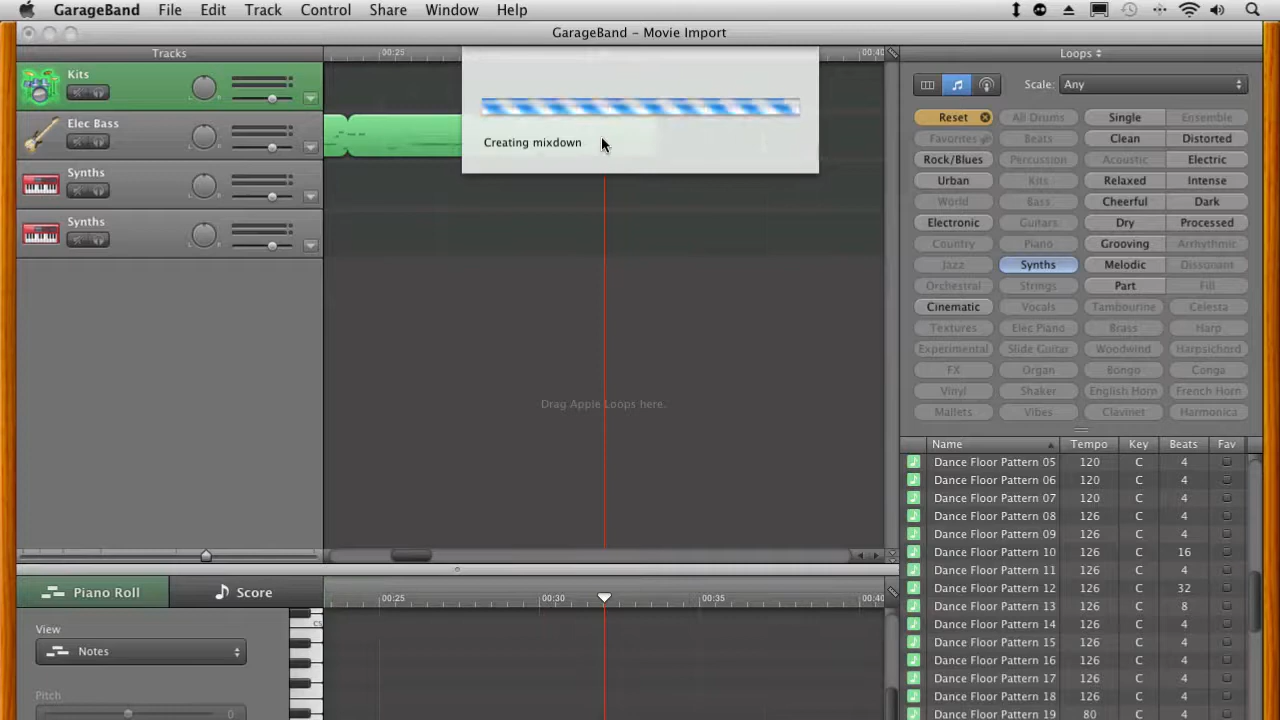 GarageBand File Edit Track Control Share Window Help
GarageBand – Movie Import
Tracks
00:25
00:40
Loops
Kits
L R
Elec Bass
L R
Synths
L R
Synths
L R
Creating mixdown
Drag Apple Loops here.
Scale: Any
Reset All Drums Single Ensemble
Favorites Beats Clean Distorted
Rock/Blues Percussion Acoustic Electric
Urban Kits Relaxed Intense
World Bass Cheerful Dark
Electronic Guitars Dry Processed
Country Piano Grooving Arrhythmic
Jazz Synths Melodic Dissonant
Orchestral Strings Part Fill
Cinematic Vocals Tambourine Celesta
Textures Elec Piano Brass Harp
Experimental Slide Guitar Woodwind Harpsichord
FX Organ Bongo Conga
Vinyl Shaker English Horn French Horn
Mallets Vibes Clavinet Harmonica
Name Tempo Key Beats Fav
Dance Floor Pattern 05 120 C 4
Dance Floor Pattern 06 120 C 4
Dance Floor Pattern 07 120 C 4
Dance Floor Pattern 08 126 C 4
Dance Floor Pattern 09 126 C 4
Dance Floor Pattern 10 126 C 16
Dance Floor Pattern 11 126 C 4
Dance Floor Pattern 12 126 C 32
Dance Floor Pattern 13 126 C 8
Dance Floor Pattern 14 126 C 4
Dance Floor Pattern 15 126 C 4
Dance Floor Pattern 16 126 C 4
Dance Floor Pattern 17 126 C 4
Dance Floor Pattern 18 126 C 4
Dance Floor Pattern 19 80 C 4
Piano Roll Score
00:25 00:30 00:35 00:40
View
Notes
Pitch
0